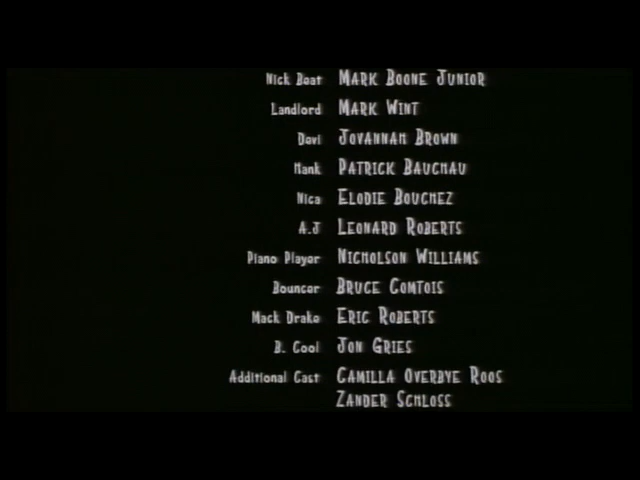 Nick Boat MARK BOONE JUNIOR
Landlord MARK WINT
Devi JOVANNAH BROWN
Hank PATRICK BAUCHAU
Nica ELODIE BOUCHEZ
A.J LEONARD ROBERTS
Piano Player NICHOLSON WILLIAMS
Bouncer BRUCE COMTOIS
Mack Drake ERIC ROBERTS
B. Cool JON GRIES
Additional Cast CAMILLA OVERBYE ROOS
ZANDER SCHLOSS